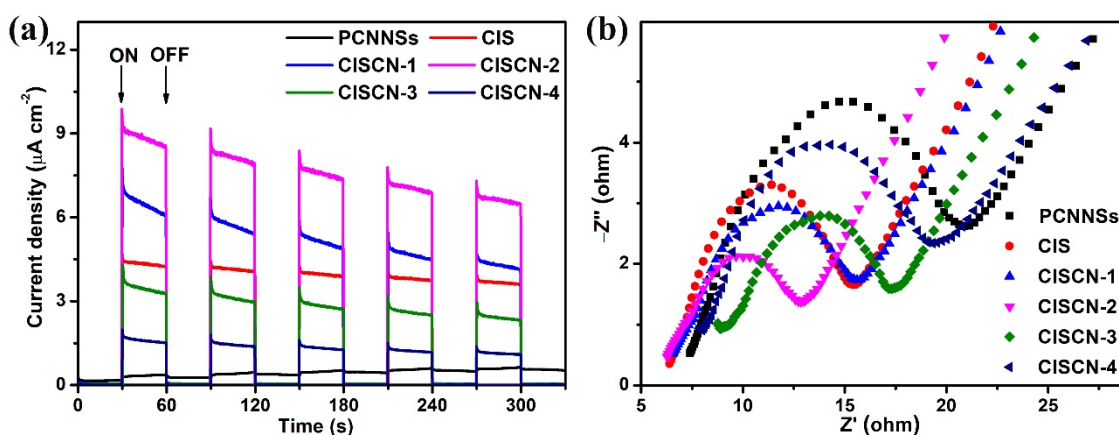 (a)
12
9
6
3
0
Current density (μA cm⁻²)
ON OFF
PCNNSs CIS
CISCN-1 CISCN-2
CISCN-3 CISCN-4
0 60 120 180 240 300
Time (s)
(b)
4
2
0
−Z'' (ohm)
PCNNSs
CIS
CISCN-1
CISCN-2
CISCN-3
CISCN-4
5 10 15 20 25
Z' (ohm)